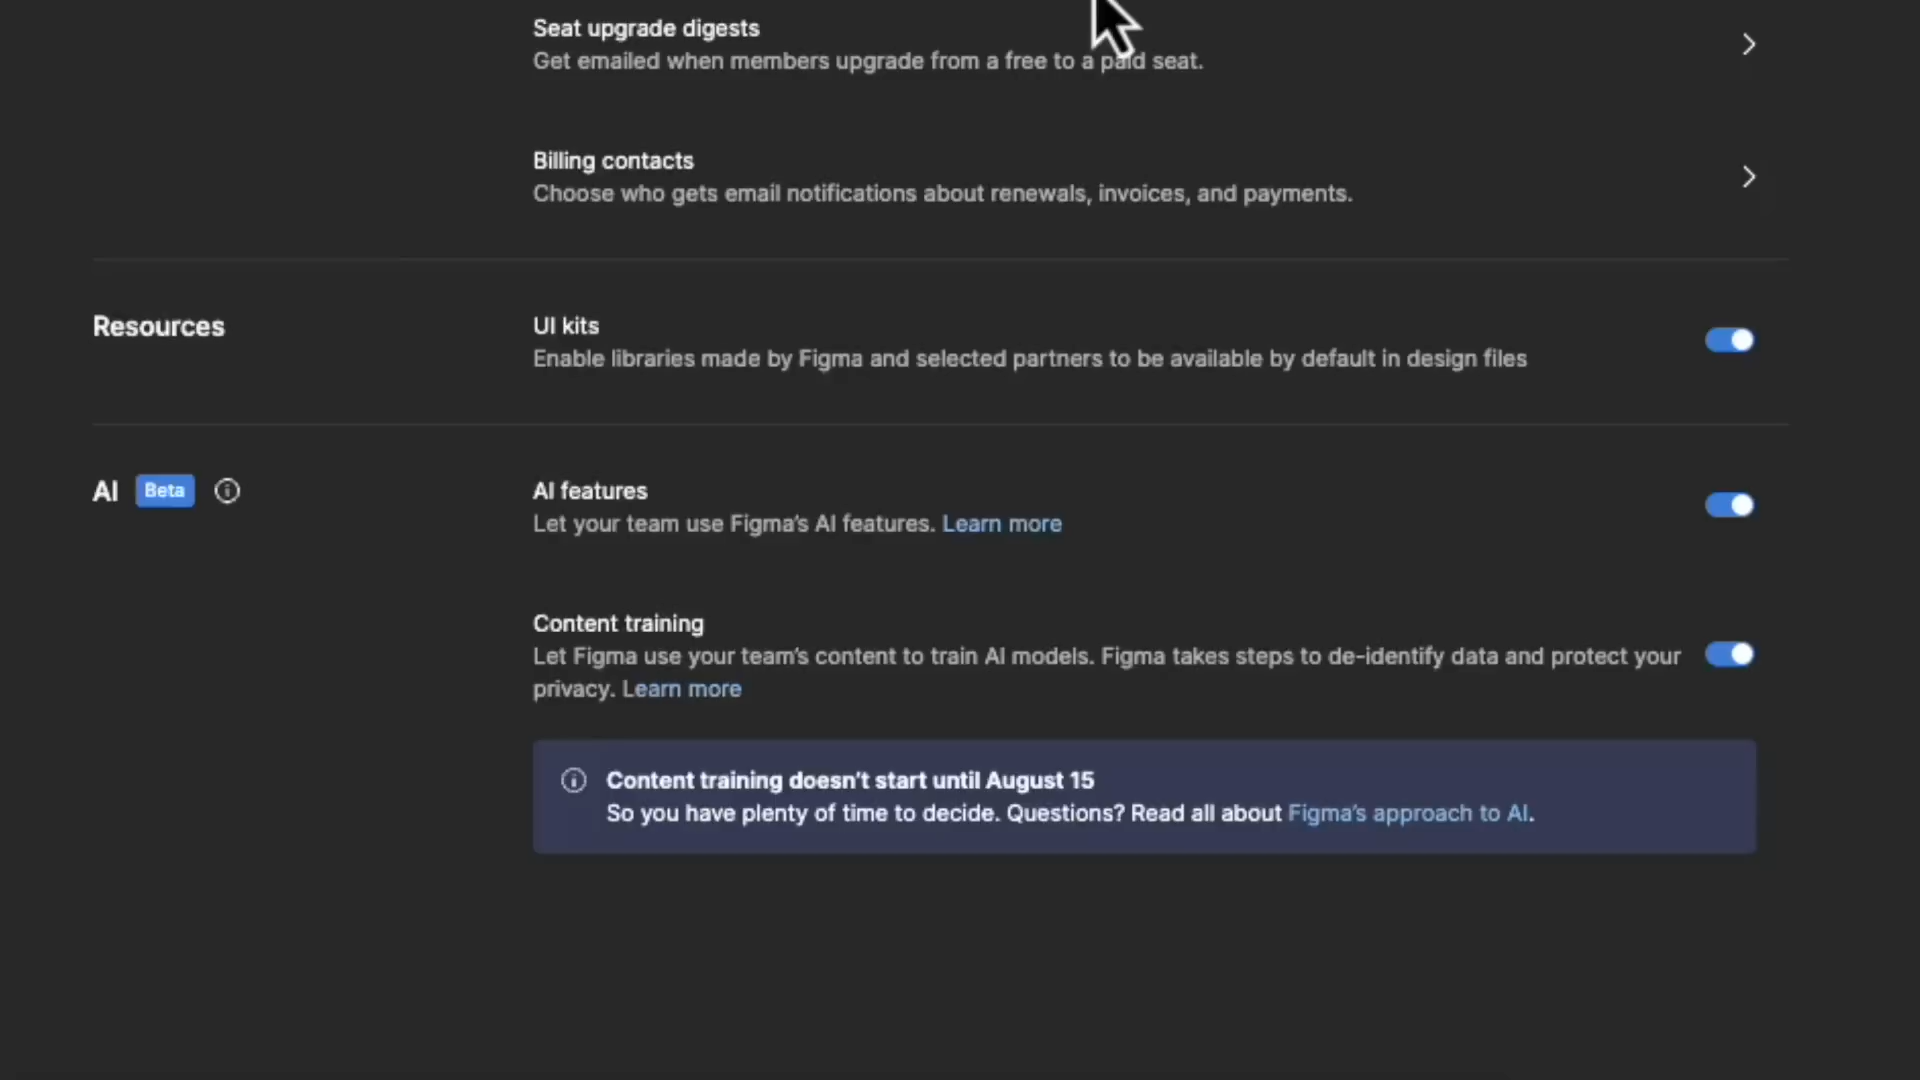 Seat upgrade digests
Get emailed when members upgrade from a free to a paid seat.
Billing contacts
Choose who gets email notifications about renewals, invoices, and payments.
Resources
UI kits
Enable libraries made by Figma and selected partners to be available by default in design files
AI Beta
AI features
Let your team use Figma’s AI features. Learn more
Content training
Let Figma use your team’s content to train AI models. Figma takes steps to de-identify data and protect your
privacy. Learn more
Content training doesn’t start until August 15
So you have plenty of time to decide. Questions? Read all about Figma’s approach to AI.